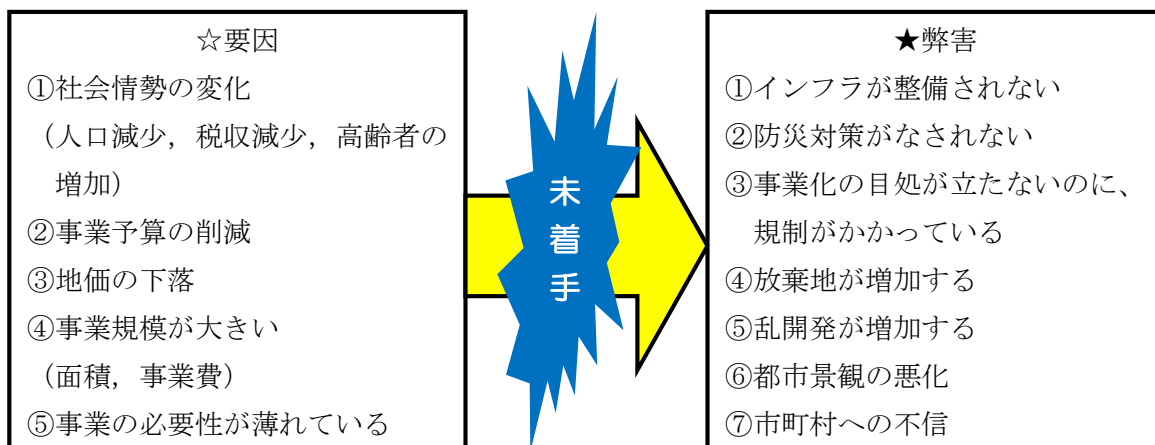 ☆要因
①社会情勢の変化
（人口減少，税収減少，高齢者の
増加）
②事業予算の削減
③地価の下落
④事業規模が大きい
（面積，事業費）
⑤事業の必要性が薄れている
未着手
★弊害
①インフラが整備されない
②防災対策がなされない
③事業化の目処が立たないのに、
規制がかかっている
④放棄地が増加する
⑤乱開発が増加する
⑥都市景観の悪化
⑦市町村への不信